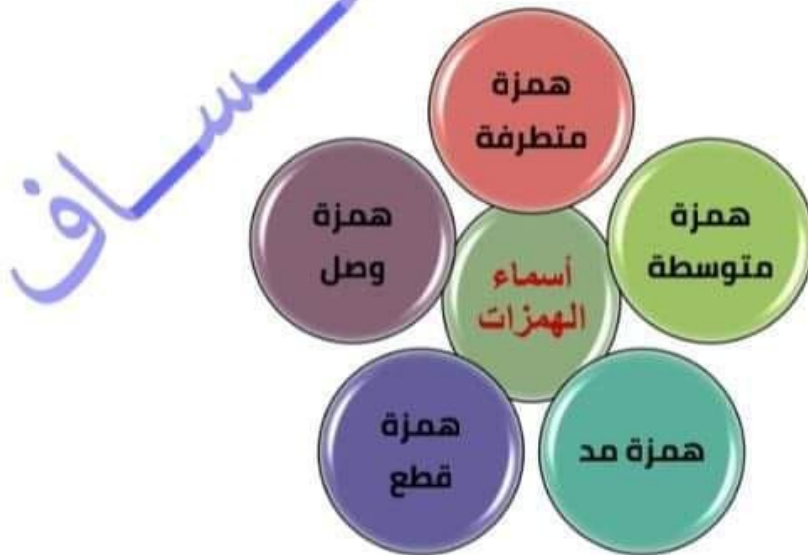 همزة
متطرفة
همزة
متوسطة
همزة
وصل
أسماء
الهمزات
همزة
قطع
همزة مد